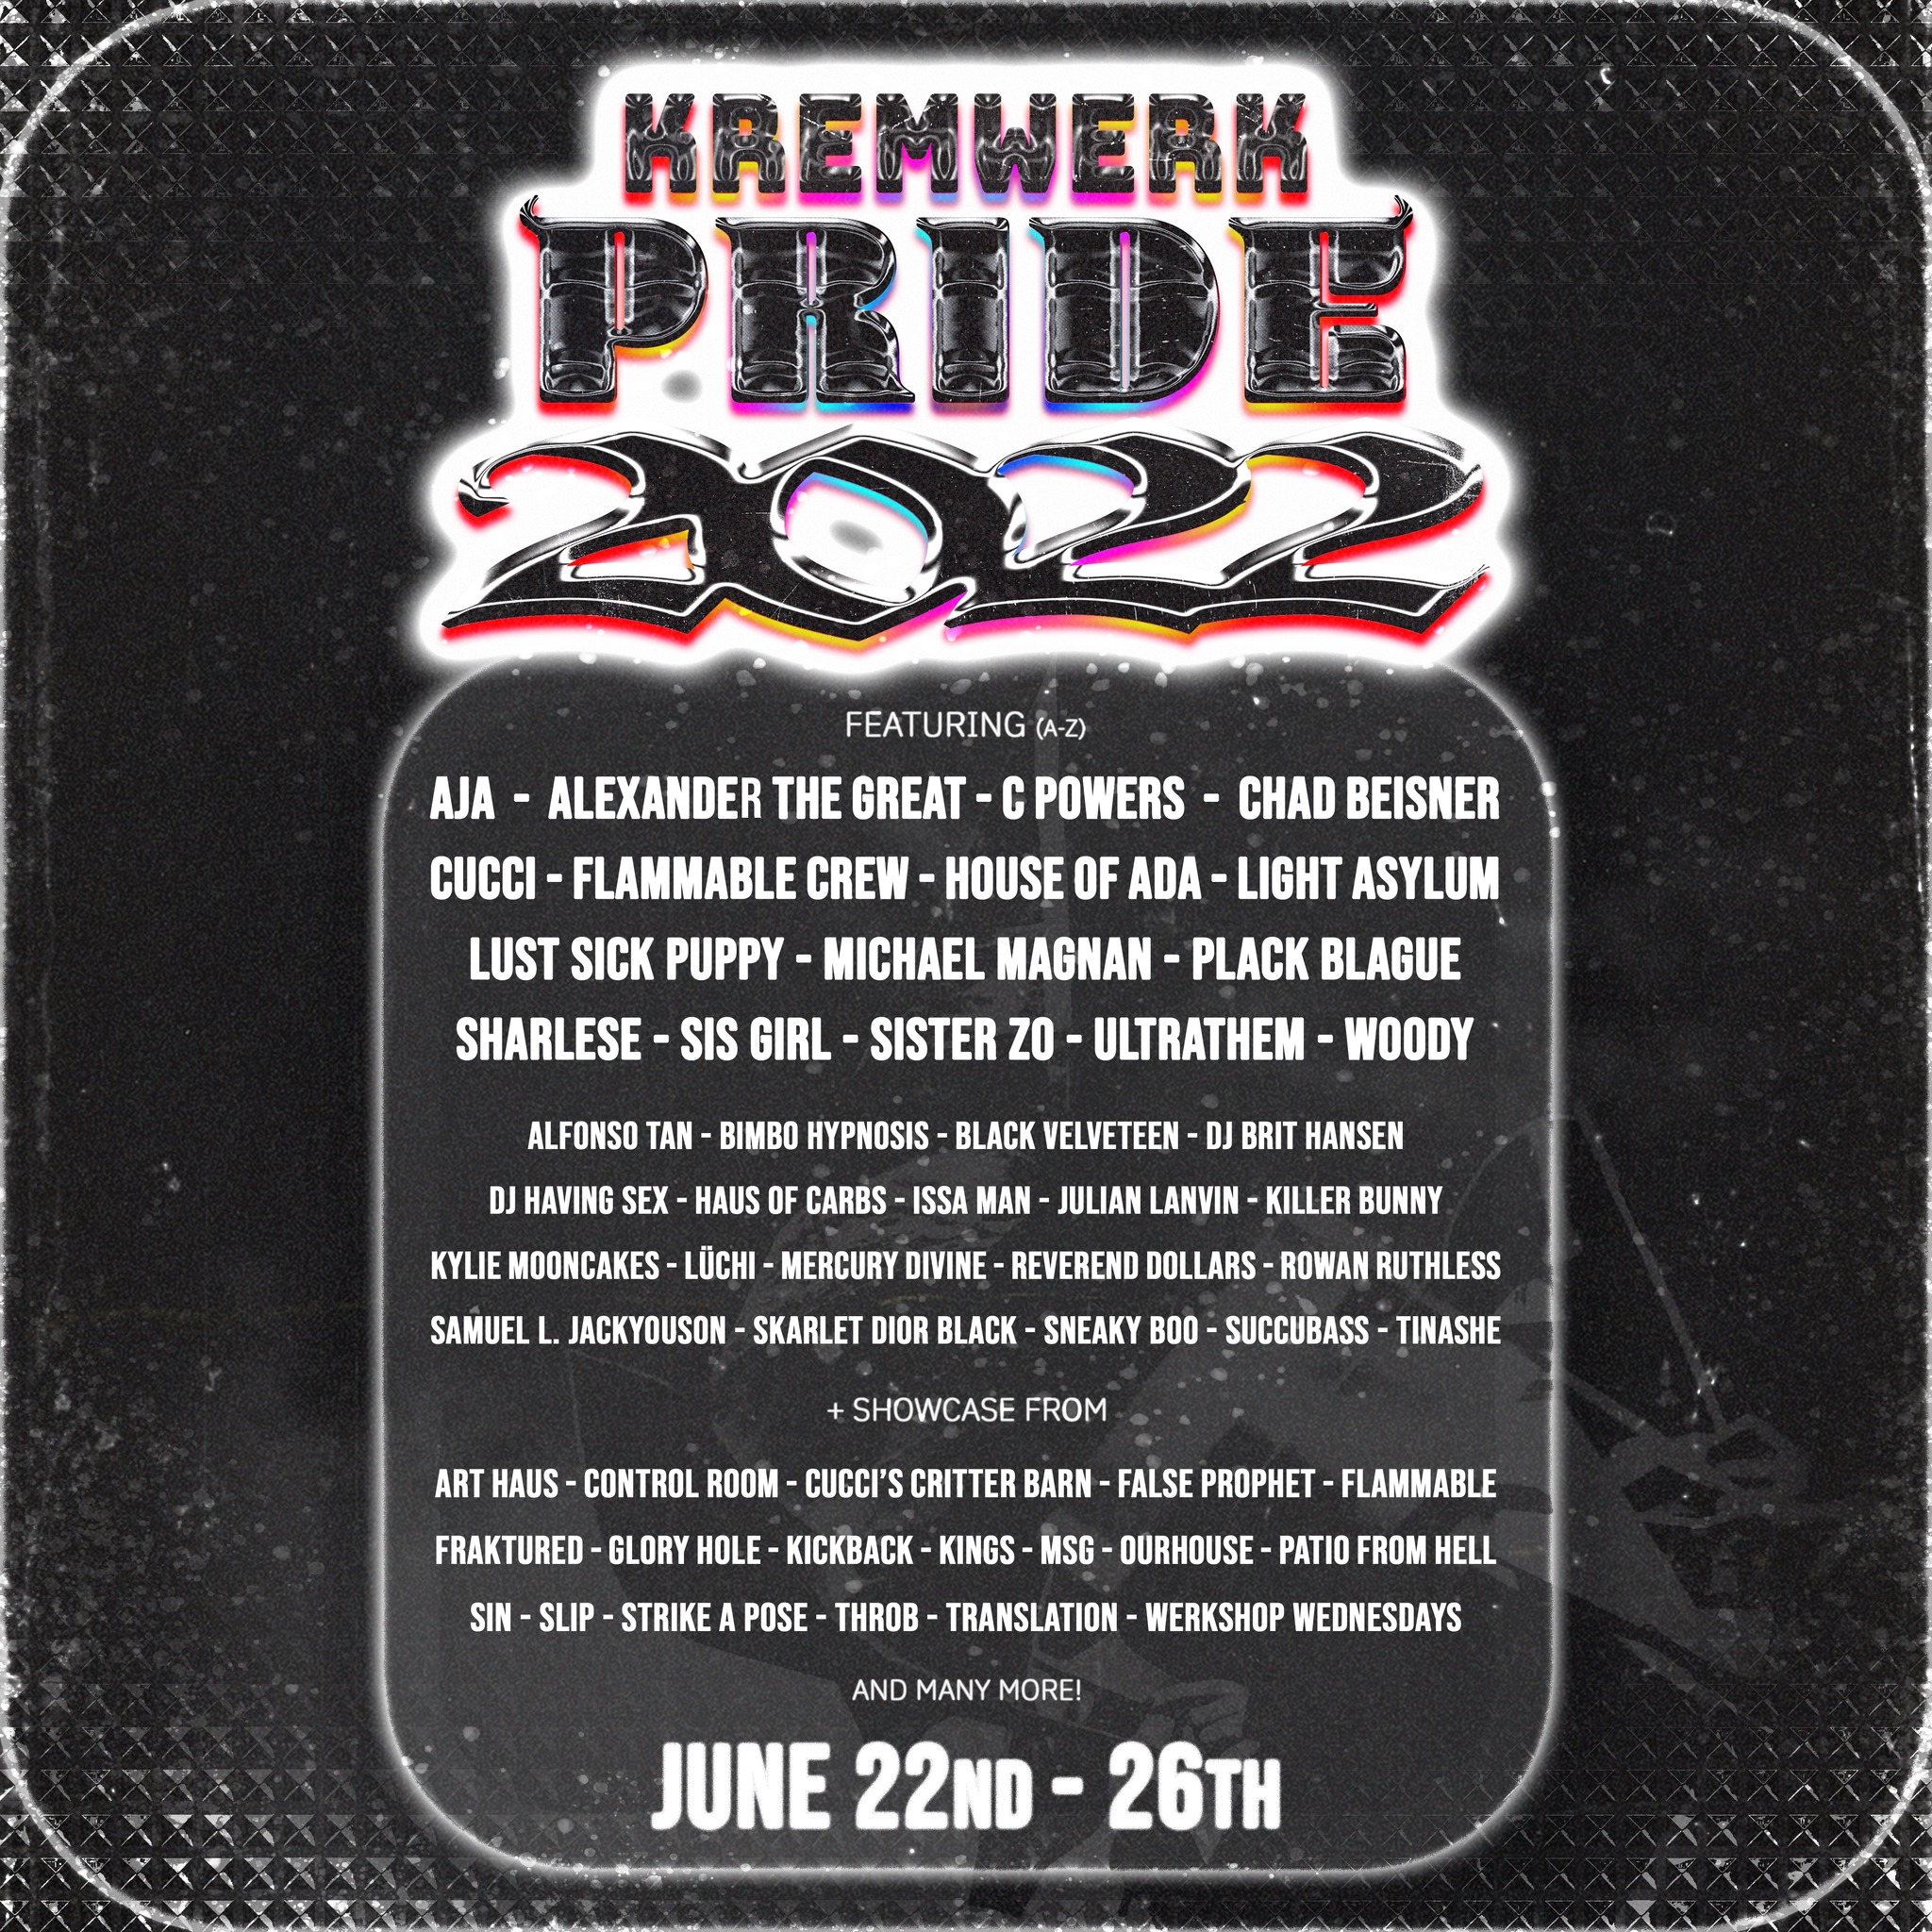 KREMWERK
PRIDE
2022
FEATURING (A-Z)
AJA - ALEXANDER THE GREAT - C POWERS - CHAD BEISNER
CUCCI - FLAMMABLE CREW - HOUSE OF ADA - LIGHT ASYLUM
LUST SICK PUPPY - MICHAEL MAGNAN - PLACK BLAGUE
SHARLESE - SIS GIRL - SISTER ZO - ULTRATHEM - WOODY
ALFONSO TAN - BIMBO HYPNOSIS - BLACK VELVETEEN - DJ BRIT HANSEN
DJ HAVING SEX - HAUS OF CARBS - ISSA MAN - JULIAN LANVIN - KILLER BUNNY
KYLIE MOONCAKES - LÜCHI - MERCURY DIVINE - REVEREND DOLLARS - ROWAN RUTHLESS
SAMUEL L. JACKYOUSON - SKARLET DIOR BLACK - SNEAKY BOO - SUCCUBASS - TINASHE
+ SHOWCASE FROM
ART HAUS - CONTROL ROOM - CUCCI'S CRITTER BARN - FALSE PROPHET - FLAMMABLE
FRAKTURED - GLORY HOLE - KICKBACK - KINGS - MSG - OURHOUSE - PATIO FROM HELL
SIN - SLIP - STRIKE A POSE - THROB - TRANSLATION - WERKSHOP WEDNESDAYS
AND MANY MORE!
JUNE 22ND - 26TH